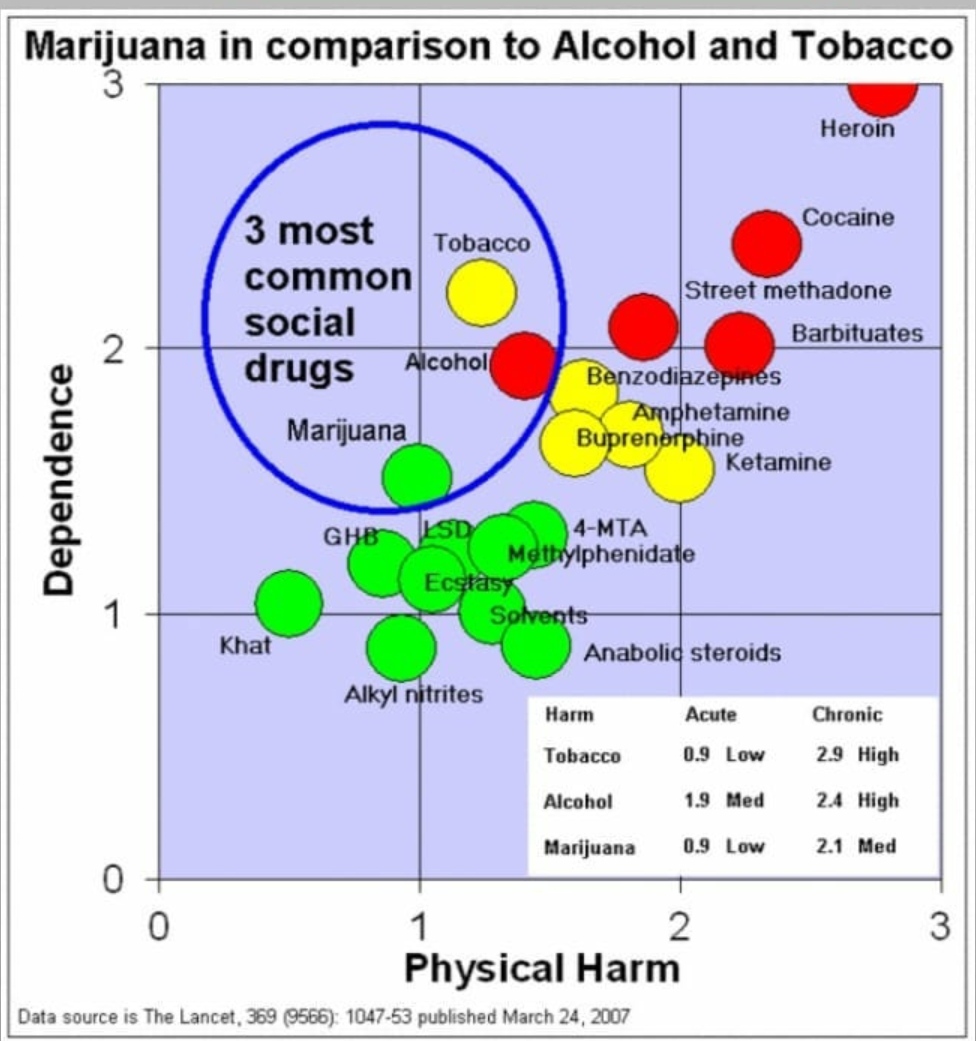 Marijuana in comparison to Alcohol and Tobacco
3
Heroin
Cocaine
3 most
common
social
drugs
Tobacco
Street methadone
Barbituates
2
Alcohol
Benzodiazepines
Amphetamine
Buprenorphine
Ketamine
Marijuana
Dependence
GHB
LSD
4-MTA
Methylphenidate
Ecstasy
Solvents
1
Khat
Anabolic steroids
Alkyl nitrites
Harm Acute Chronic
Tobacco 0.9 Low 2.9 High
Alcohol 1.9 Med 2.4 High
Marijuana 0.9 Low 2.1 Med
0
0 1 2 3
Physical Harm
Data source is The Lancet, 369 (9566): 1047-53 published March 24, 2007